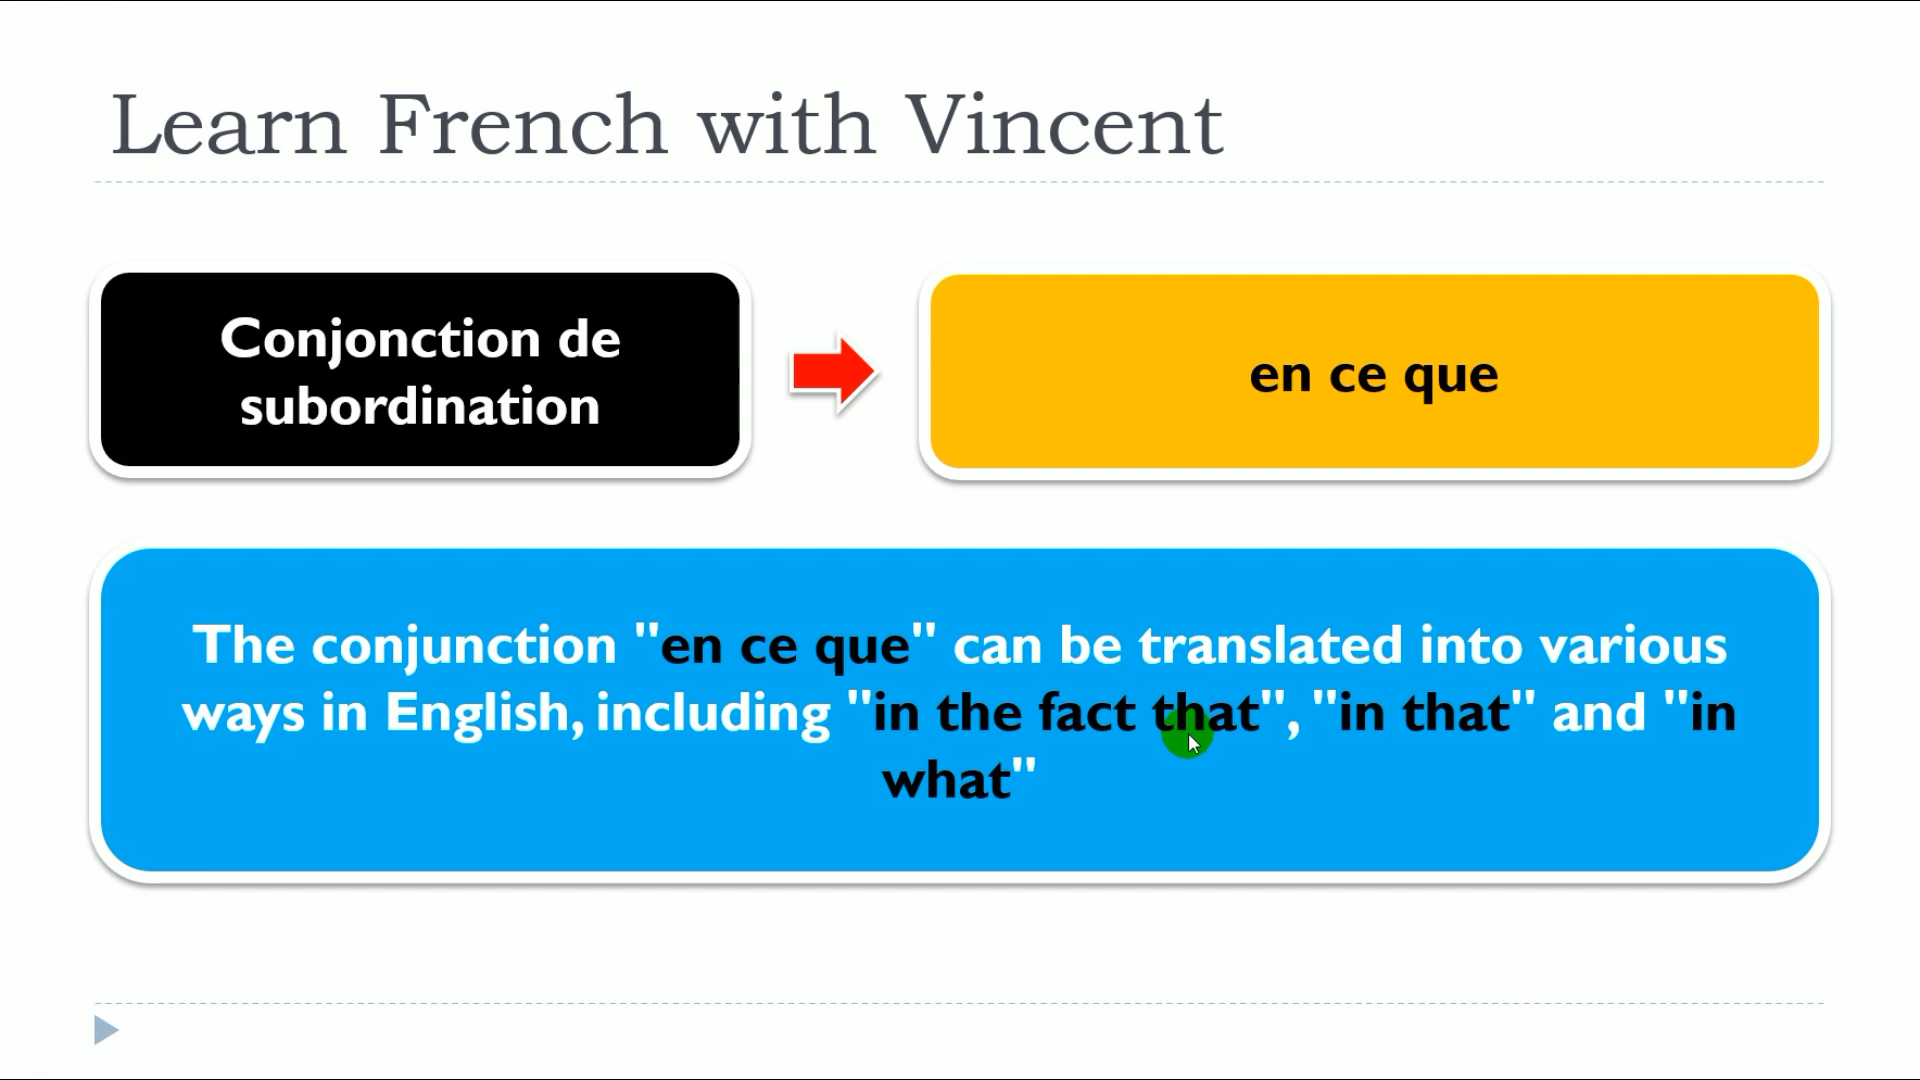 Learn French with Vincent
Conjonction de
subordination
en ce que
The conjunction "en ce que" can be translated into various
ways in English, including "in the fact that", "in that" and "in
what"